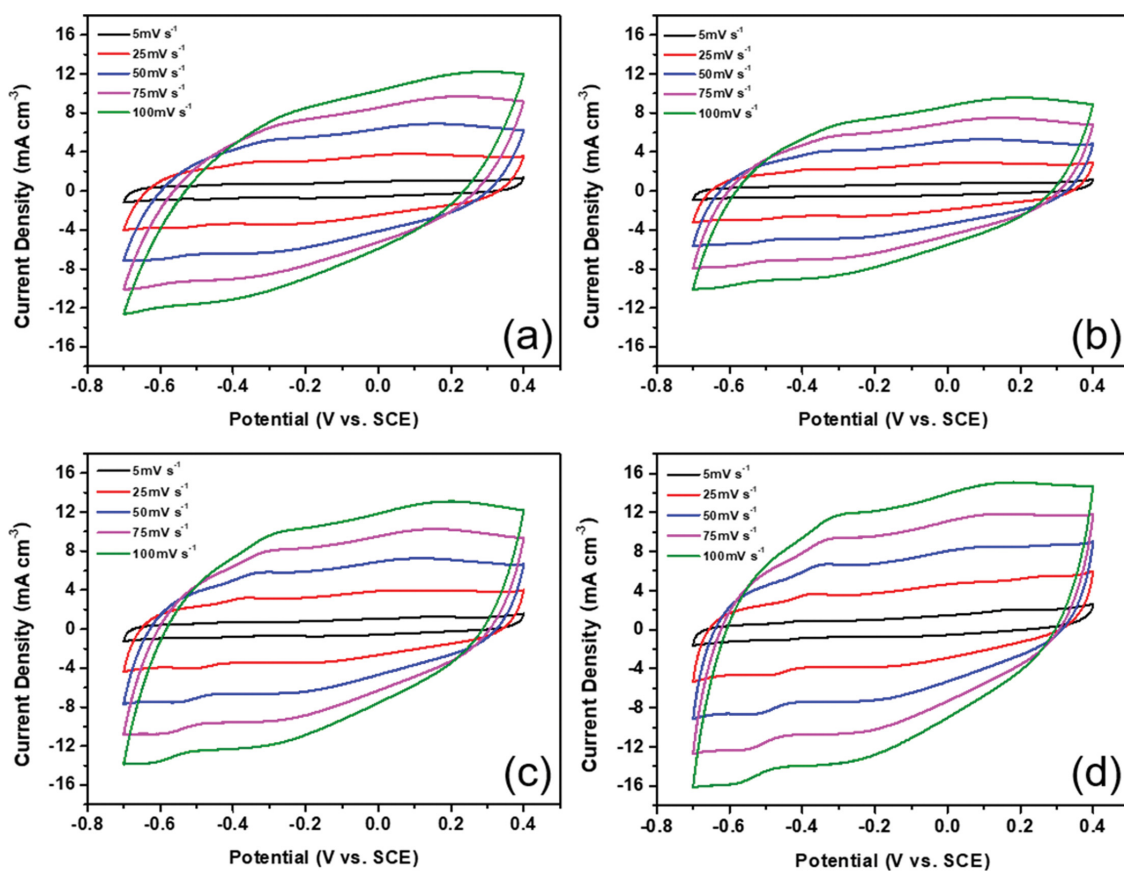 16
12
8
4
0
-4
-8
-12
-16
Current Density (mA cm⁻³)
5mV s⁻¹
25mV s⁻¹
50mV s⁻¹
75mV s⁻¹
100mV s⁻¹
(a)
-0.8 -0.6 -0.4 -0.2 0.0 0.2 0.4
Potential (V vs. SCE)
16
12
8
4
0
-4
-8
-12
-16
Current Density (mA cm⁻³)
5mV s⁻¹
25mV s⁻¹
50mV s⁻¹
75mV s⁻¹
100mV s⁻¹
(b)
-0.8 -0.6 -0.4 -0.2 0.0 0.2 0.4
Potential (V vs. SCE)
16
12
8
4
0
-4
-8
-12
-16
Current Density (mA cm⁻³)
5mV s⁻¹
25mV s⁻¹
50mV s⁻¹
75mV s⁻¹
100mV s⁻¹
(c)
-0.8 -0.6 -0.4 -0.2 0.0 0.2 0.4
Potential (V vs. SCE)
16
12
8
4
0
-4
-8
-12
-16
Current Density (mA cm⁻³)
5mV s⁻¹
25mV s⁻¹
50mV s⁻¹
75mV s⁻¹
100mV s⁻¹
(d)
-0.8 -0.6 -0.4 -0.2 0.0 0.2 0.4
Potential (V vs. SCE)